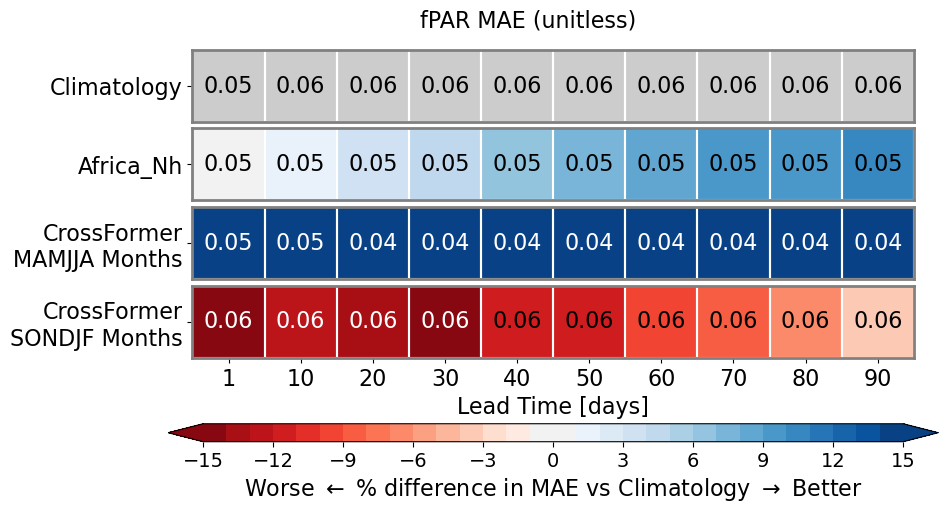 fPAR MAE (unitless)
Climatology 0.05 0.06 0.06 0.06 0.06 0.06 0.06 0.06 0.06 0.06
Africa_Nh 0.05 0.05 0.05 0.05 0.05 0.05 0.05 0.05 0.05 0.05
CrossFormer
MAMJJA Months 0.05 0.05 0.04 0.04 0.04 0.04 0.04 0.04 0.04 0.04
CrossFormer
SONDJF Months 0.06 0.06 0.06 0.06 0.06 0.06 0.06 0.06 0.06 0.06
1 10 20 30 40 50 60 70 80 90
Lead Time [days]
−15 −12 −9 −6 −3 0 3 6 9 12 15
Worse ← % difference in MAE vs Climatology → Better